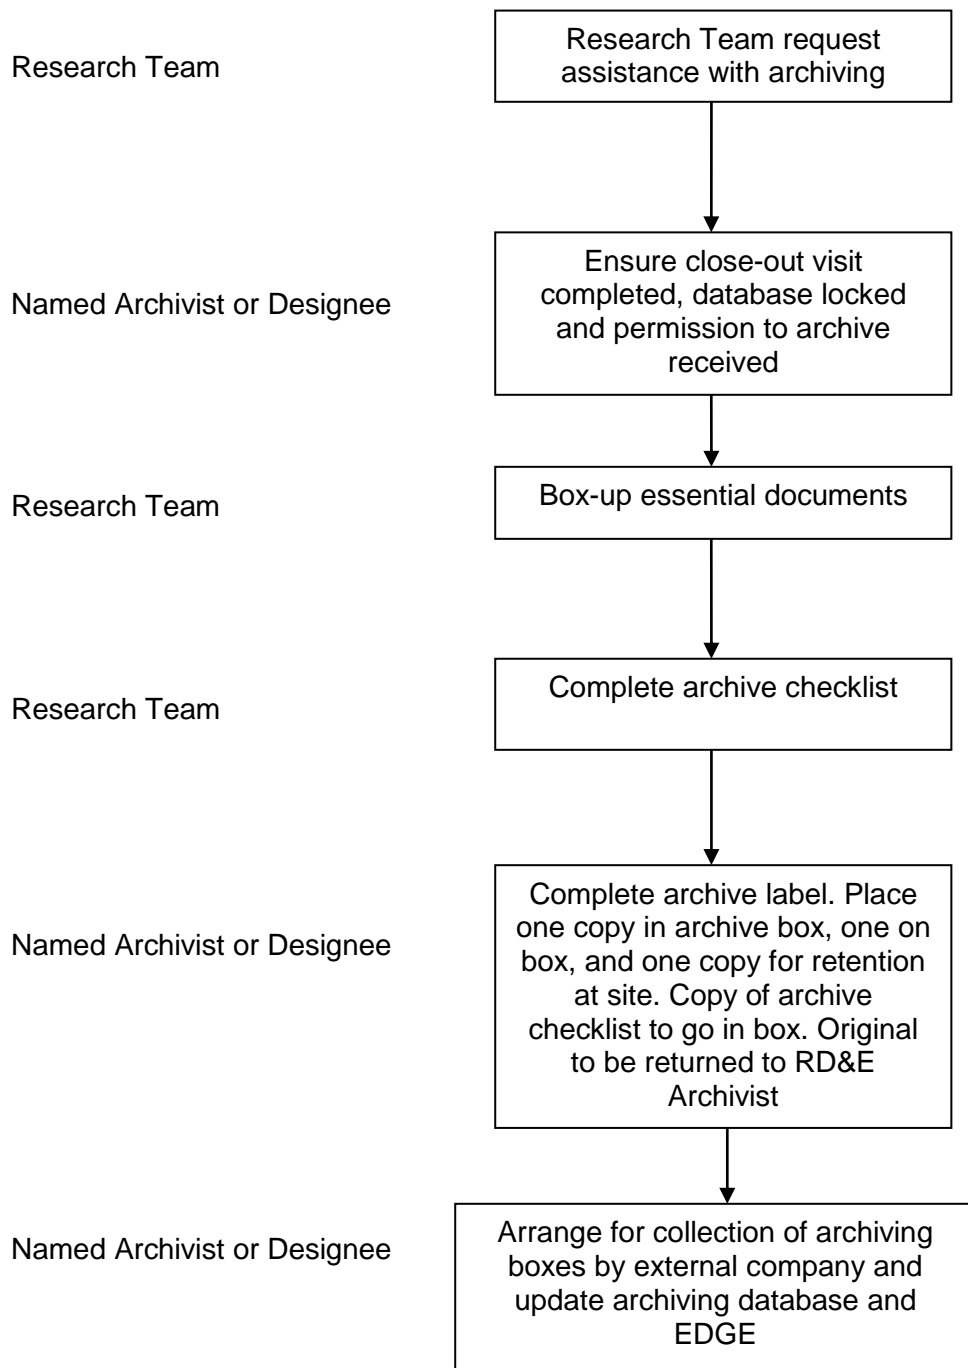 Research Team
Research Team request
assistance with archiving
Named Archivist or Designee
Ensure close-out visit
completed, database locked
and permission to archive
received
Research Team
Box-up essential documents
Research Team
Complete archive checklist
Named Archivist or Designee
Complete archive label. Place
one copy in archive box, one on
box, and one copy for retention
at site. Copy of archive
checklist to go in box. Original
to be returned to RD&E
Archivist
Named Archivist or Designee
Arrange for collection of archiving
boxes by external company and
update archiving database and
EDGE